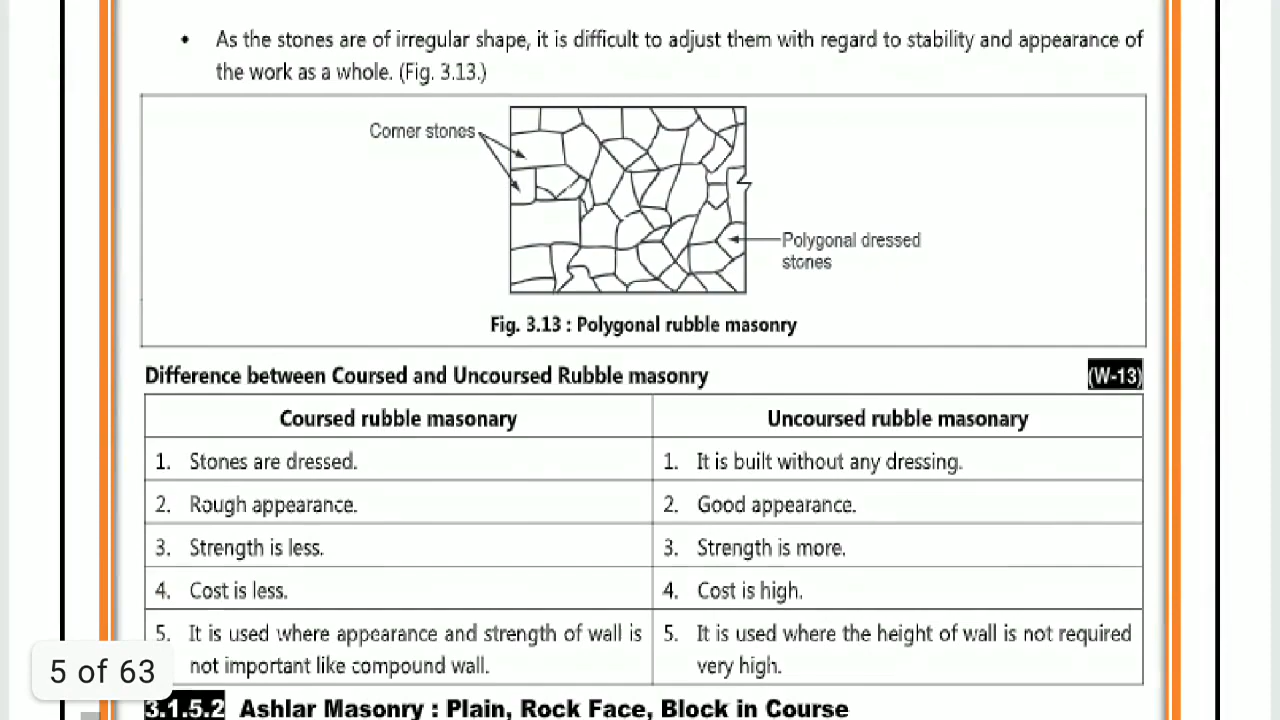 • As the stones are of irregular shape, it is difficult to adjust them with regard to stability and appearance of
the work as a whole. (Fig. 3.13.)
Corner stones
Polygonal dressed
stones
Fig. 3.13 : Polygonal rubble masonry
Difference between Coursed and Uncoursed Rubble masonry (W-13)
Coursed rubble masonary Uncoursed rubble masonary
1. Stones are dressed. 1. It is built without any dressing.
2. Rough appearance. 2. Good appearance.
3. Strength is less. 3. Strength is more.
4. Cost is less. 4. Cost is high.
5. It is used where appearance and strength of wall is
not important like compound wall.
5. It is used where the height of wall is not required
very high.
5 of 63
3.1.5.2 Ashlar Masonry : Plain, Rock Face, Block in Course